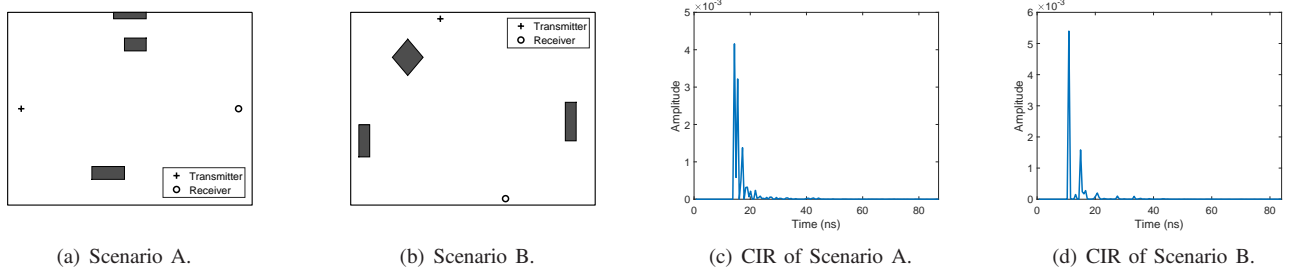 + Transmitter
o Receiver
(a) Scenario A.
+ Transmitter
o Receiver
(b) Scenario B.
×10⁻³
5
4
3
2
1
0
0 20 40 60 80
Amplitude
Time (ns)
(c) CIR of Scenario A.
×10⁻³
6
5
4
3
2
1
0
0 20 40 60 80
Amplitude
Time (ns)
(d) CIR of Scenario B.